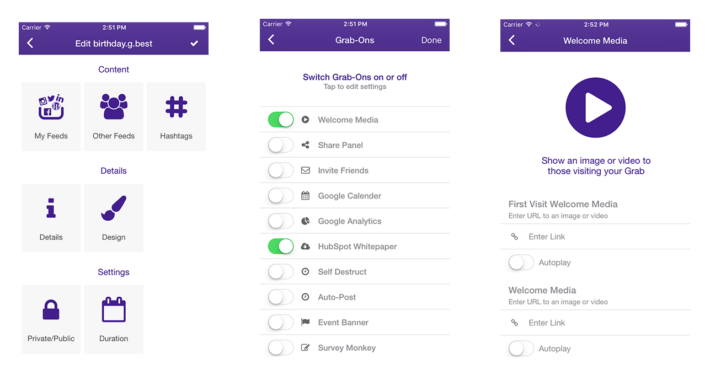 Carrier 2:51 PM
Edit birthday.g.best
Content
My Feeds Other Feeds Hashtags
Details
Details Design
Settings
Private/Public Duration
Carrier 2:51 PM
Grab-Ons Done
Switch Grab-Ons on or off
Tap to edit settings
Welcome Media
Share Panel
Invite Friends
Google Calender
Google Analytics
HubSpot Whitepaper
Self Destruct
Auto-Post
Event Banner
Survey Monkey
Carrier 2:52 PM
Welcome Media
Show an image or video to
those visiting your Grab
First Visit Welcome Media
Enter URL to an image or video
Enter Link
Autoplay
Welcome Media
Enter URL to an image or video
Enter Link
Autoplay